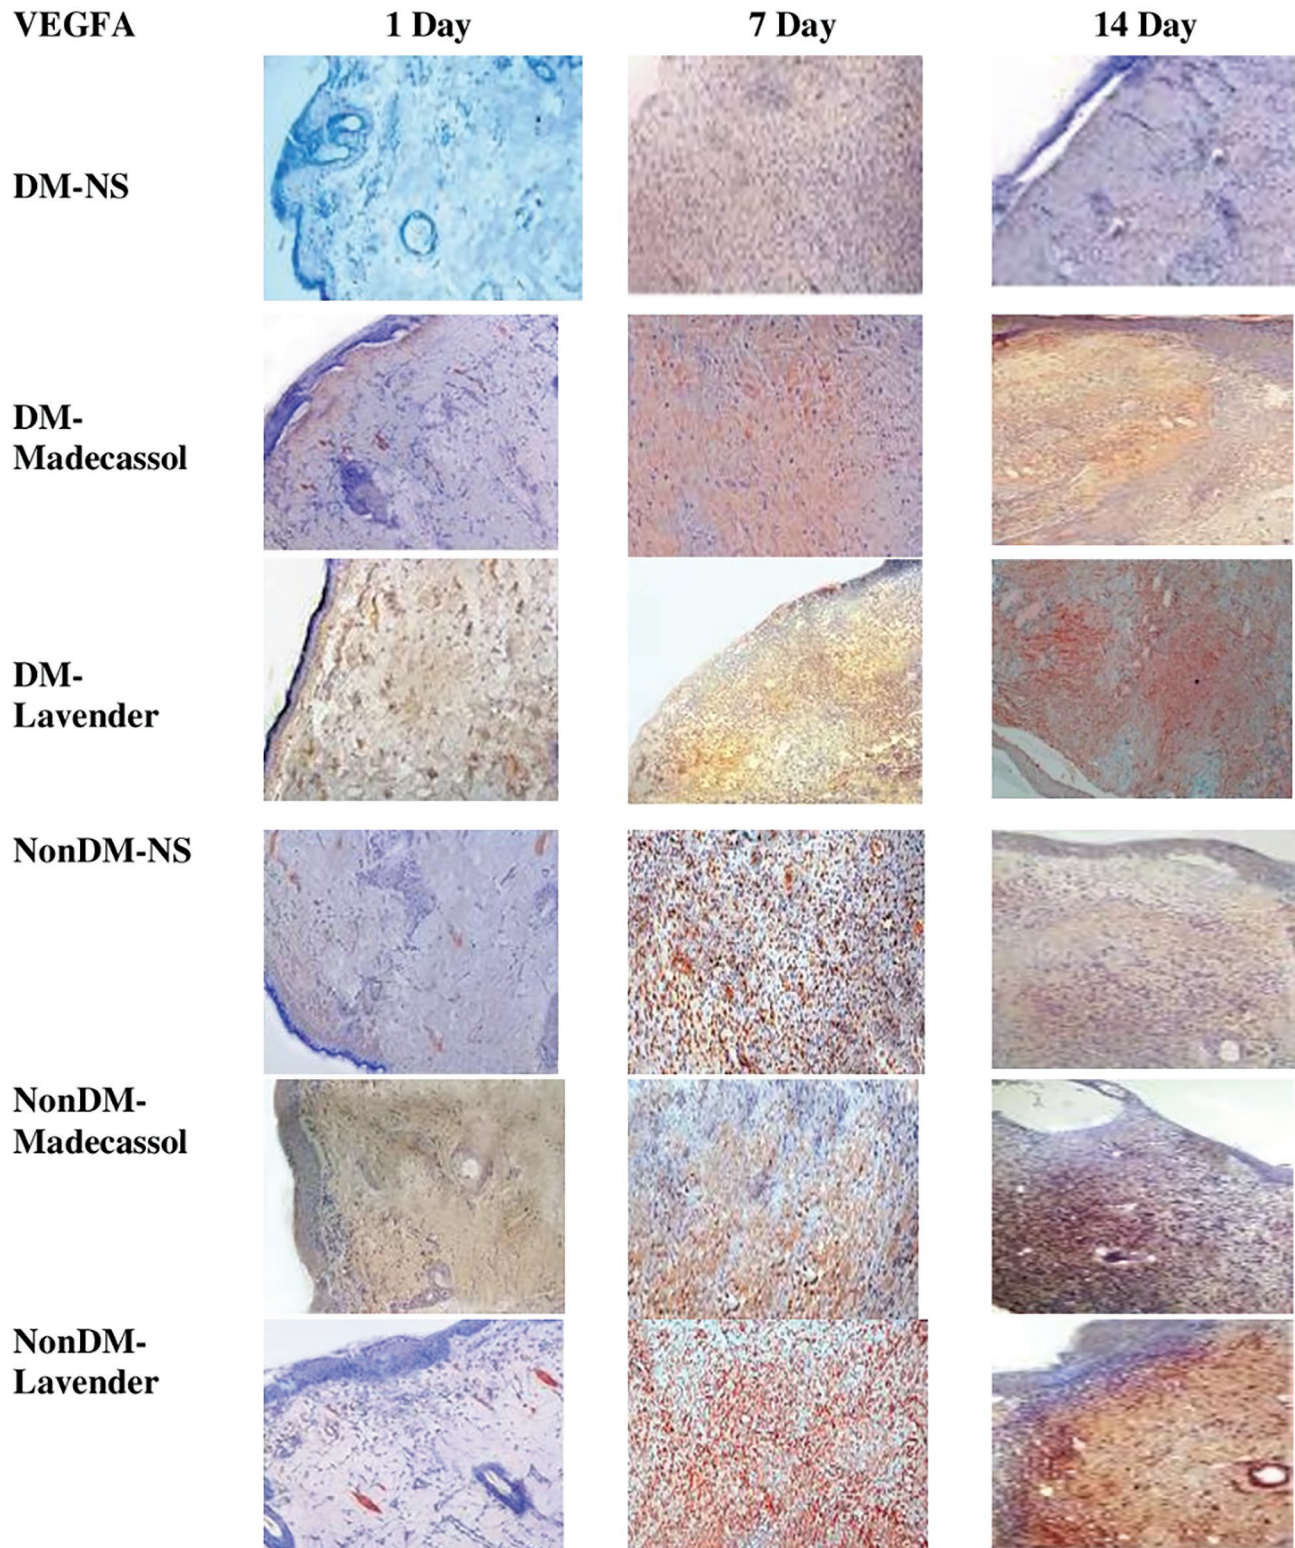 VEGFA 1 Day 7 Day 14 Day
DM-NS
DM-
Madecassol
DM-
Lavender
NonDM-NS
NonDM-
Madecassol
NonDM-
Lavender